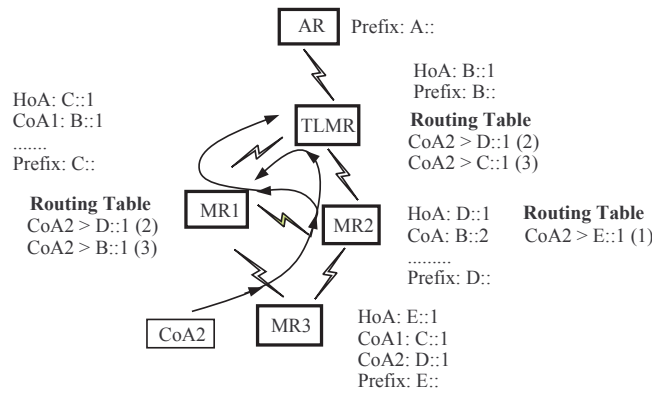 AR
Prefix: A::
HoA: B::1
Prefix: B::
TLMR
Routing Table
CoA2 > D::1 (2)
CoA2 > C::1 (3)
HoA: C::1
CoA1: B::1
.......
Prefix: C::
Routing Table
CoA2 > D::1 (2)
CoA2 > B::1 (3)
MR1
MR2
HoA: D::1
CoA: B::2
.........
Prefix: D::
Routing Table
CoA2 > E::1 (1)
CoA2
MR3
HoA: E::1
CoA1: C::1
CoA2: D::1
Prefix: E::